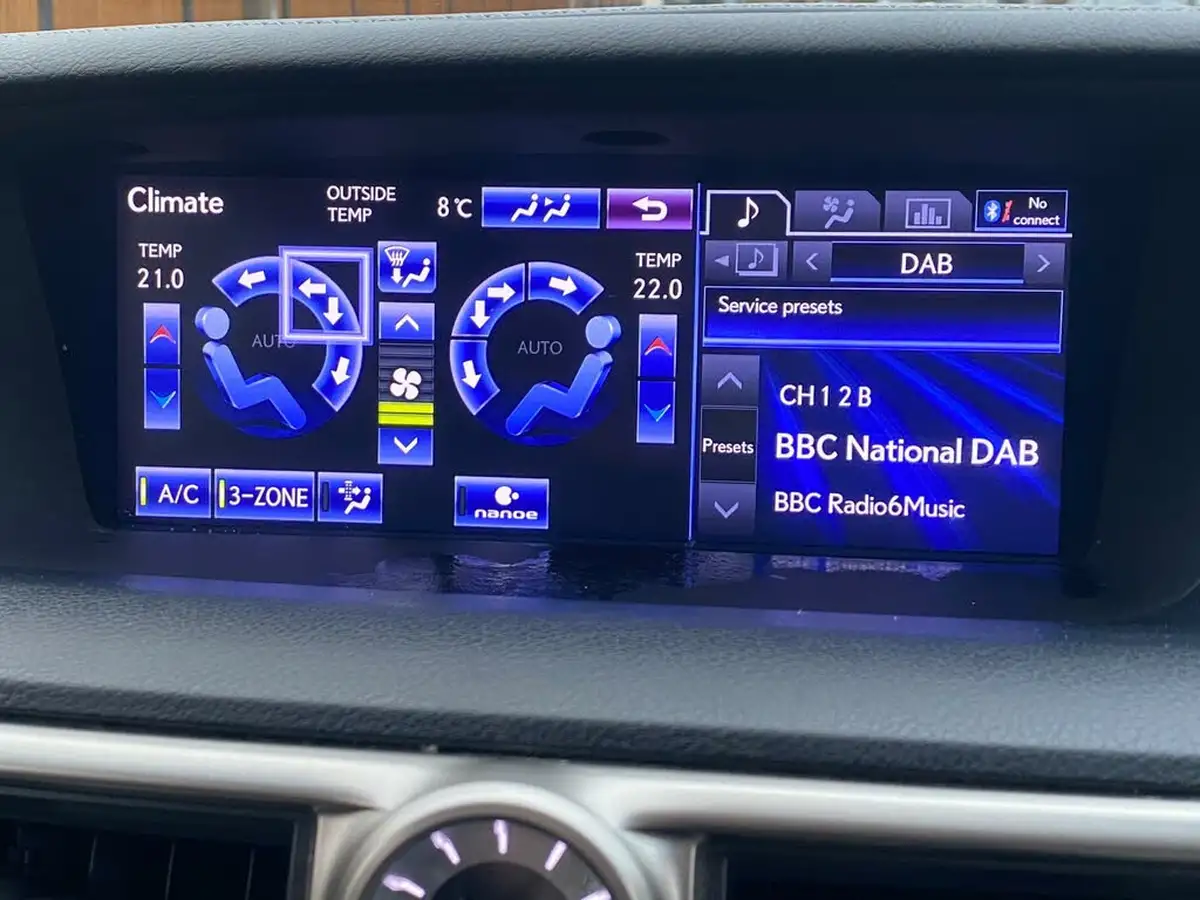 Climate
OUTSIDE
TEMP
8°C
TEMP
21.0
AUTO
AUTO
TEMP
22.0
A/C
3-ZONE
nanoe
No
connect
DAB
Service presets
Presets
CH 1 2 B
BBC National DAB
BBC Radio6Music